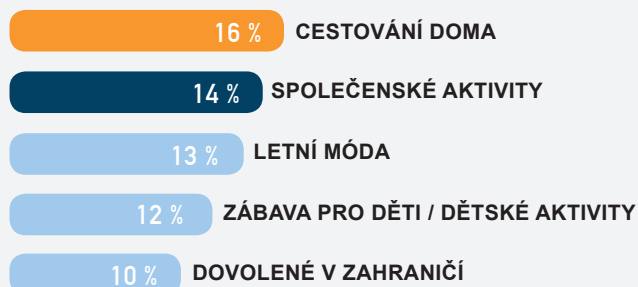 16 % CESTOVÁNÍ DOMA
14 % SPOLEČENSKÉ AKTIVITY
13 % LETNÍ MÓDA
12 % ZÁBAVA PRO DĚTI / DĚTSKÉ AKTIVITY
10 % DOVOLENÉ V ZAHRANIČÍ